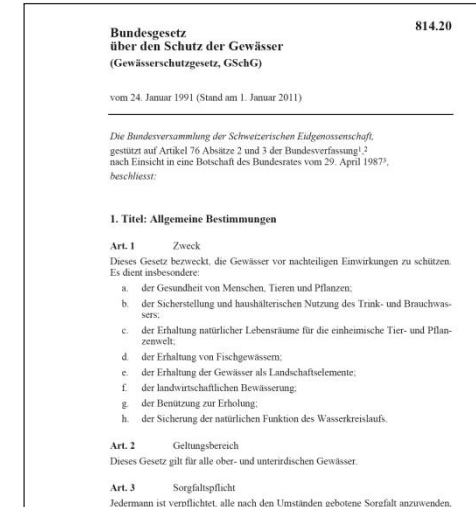 814.20
Bundesgesetz
über den Schutz der Gewässer
(Gewässerschutzgesetz, GSchG)
vom 24. Januar 1991 (Stand am 1. Januar 2011)
Die Bundesversammlung der Schweizerischen Eidgenossenschaft,
gestützt auf Artikel 76 Absätze 2 und 3 der Bundesverfassung¹,²
nach Einsicht in eine Botschaft des Bundesrates vom 29. April 1987³,
beschliesst:
1. Titel: Allgemeine Bestimmungen
Art. 1 Zweck
Dieses Gesetz bezweckt, die Gewässer vor nachteiligen Einwirkungen zu schützen.
Es dient insbesondere:
a. der Gesundheit von Menschen, Tieren und Pflanzen;
b. der Sicherstellung und haushälterischen Nutzung des Trink- und Brauchwas-
sers;
c. der Erhaltung natürlicher Lebensräume für die einheimische Tier- und Pflan-
zenwelt;
d. der Erhaltung von Fischgewässern;
e. der Erhaltung der Gewässer als Landschaftselemente;
f. der landwirtschaftlichen Bewässerung;
g. der Benützung zur Erholung;
h. der Sicherung der natürlichen Funktion des Wasserkreislaufs.
Art. 2 Geltungsbereich
Dieses Gesetz gilt für alle ober- und unterirdischen Gewässer.
Art. 3 Sorgfaltspflicht
Jedermann ist verpflichtet, alle nach den Umständen gebotene Sorgfalt anzuwenden,